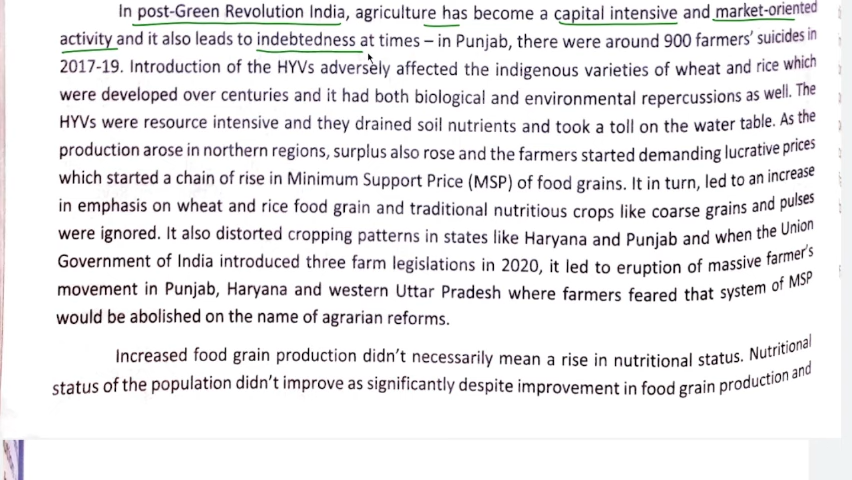 In post-Green Revolution India, agriculture has become a capital intensive and market-oriented
activity and it also leads to indebtedness at times – in Punjab, there were around 900 farmers' suicides in
2017-19. Introduction of the HYVs adversely affected the indigenous varieties of wheat and rice which
were developed over centuries and it had both biological and environmental repercussions as well. The
HYVs were resource intensive and they drained soil nutrients and took a toll on the water table. As the
production arose in northern regions, surplus also rose and the farmers started demanding lucrative prices
which started a chain of rise in Minimum Support Price (MSP) of food grains. It in turn, led to an increase
in emphasis on wheat and rice food grain and traditional nutritious crops like coarse grains and pulses
were ignored. It also distorted cropping patterns in states like Haryana and Punjab and when the Union
Government of India introduced three farm legislations in 2020, it led to eruption of massive farmer's
movement in Punjab, Haryana and western Uttar Pradesh where farmers feared that system of MSP
would be abolished on the name of agrarian reforms.
Increased food grain production didn't necessarily mean a rise in nutritional status. Nutritional
status of the population didn't improve as significantly despite improvement in food grain production and